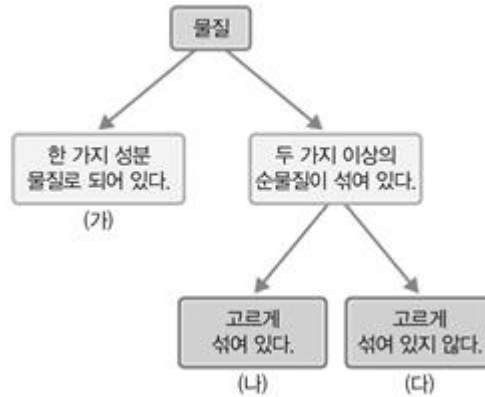 물질
한 가지 성분
물질로 되어 있다.
(가)
두 가지 이상의
순물질이 섞여 있다.
고르게
섞여 있다.
(나)
고르게
섞여 있지 않다.
(다)